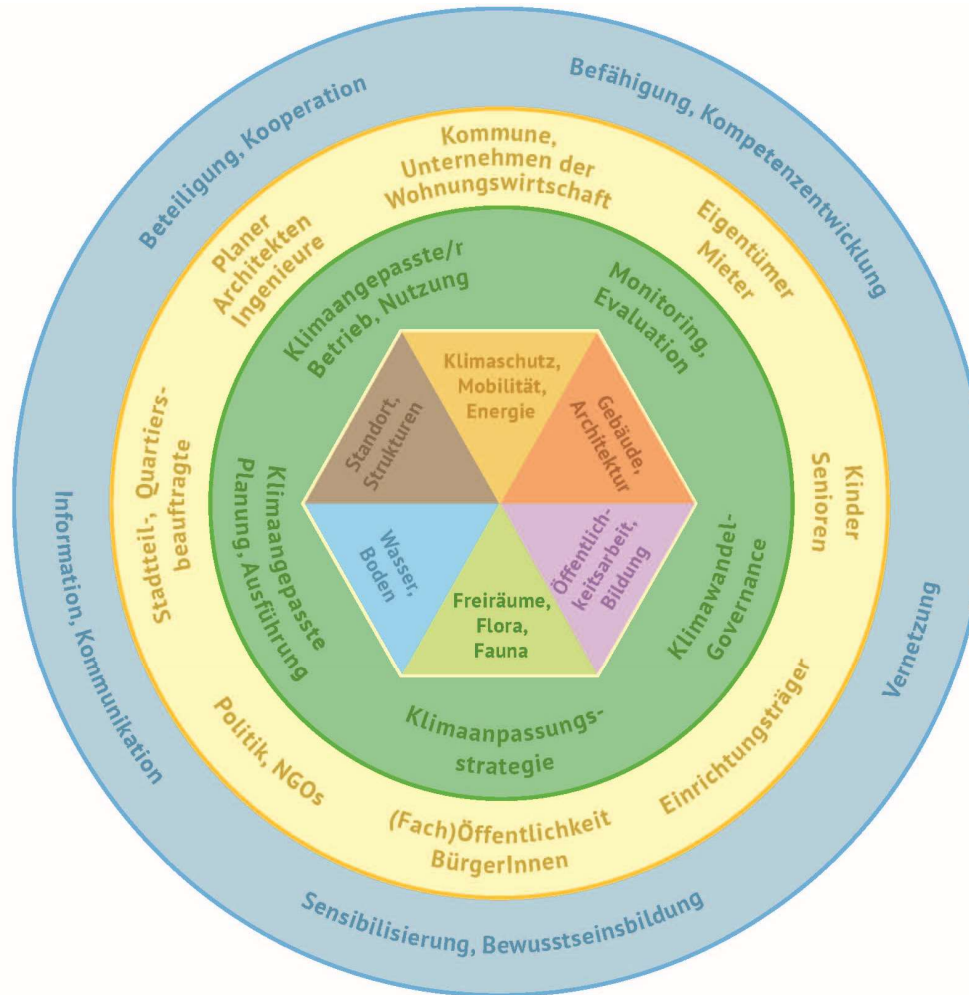 Beteiligung, Kooperation
Befähigung, Kompetenzentwicklung
Vernetzung
Sensibilisierung, Bewusstseinsbildung
Information, Kommunikation
Kommune,
Unternehmen der
Wohnungswirtschaft
Eigentümer
Mieter
Kinder
Senioren
Einrichtungsträger
(Fach)Öffentlichkeit
BürgerInnen
Politik, NGOs
Stadtteil-, Quartiers-
beauftragte
Planer
Architekten
Ingenieure
Klimaangepasste/r
Betrieb, Nutzung
Monitoring,
Evaluation
Klimawandel-
Governance
Klimaanpassungs-
strategie
Klimaangepasste
Planung, Ausführung
Klimaschutz,
Mobilität,
Energie
Gebäude,
Architektur
Öffentlich-
keitsarbeit,
Bildung
Freiräume,
Flora,
Fauna
Wasser,
Boden
Standort,
Strukturen